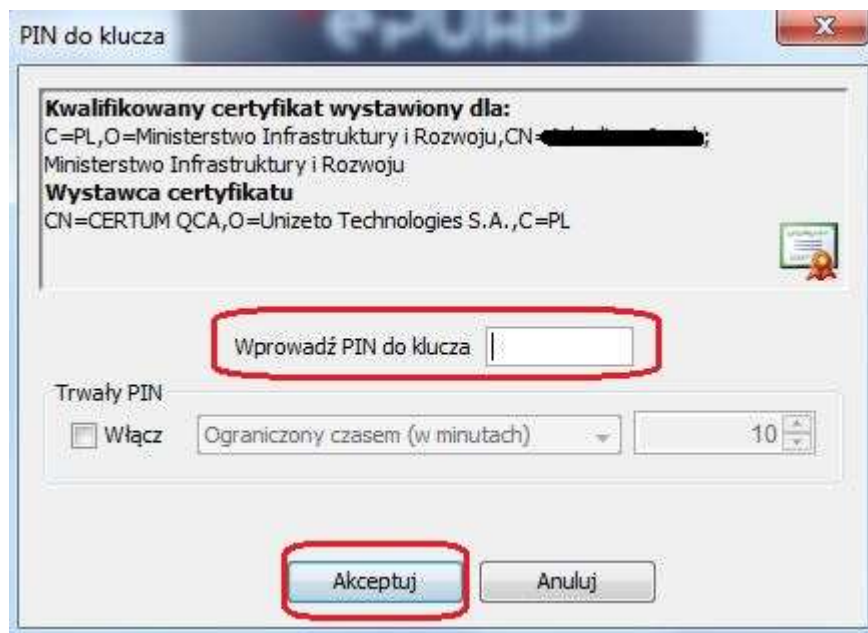 ePUAP
PIN do klucza
Kwalifikowany certyfikat wystawiony dla:
C=PL,O=Ministerstwo Infrastruktury i Rozwoju,CN=
Ministerstwo Infrastruktury i Rozwoju
Wystawca certyfikatu
CN=CERTUM QCA,O=Unizeto Technologies S.A.,C=PL
Wprowadź PIN do klucza
Trwały PIN
Włącz Ograniczony czasem (w minutach) 10
Akceptuj Anuluj